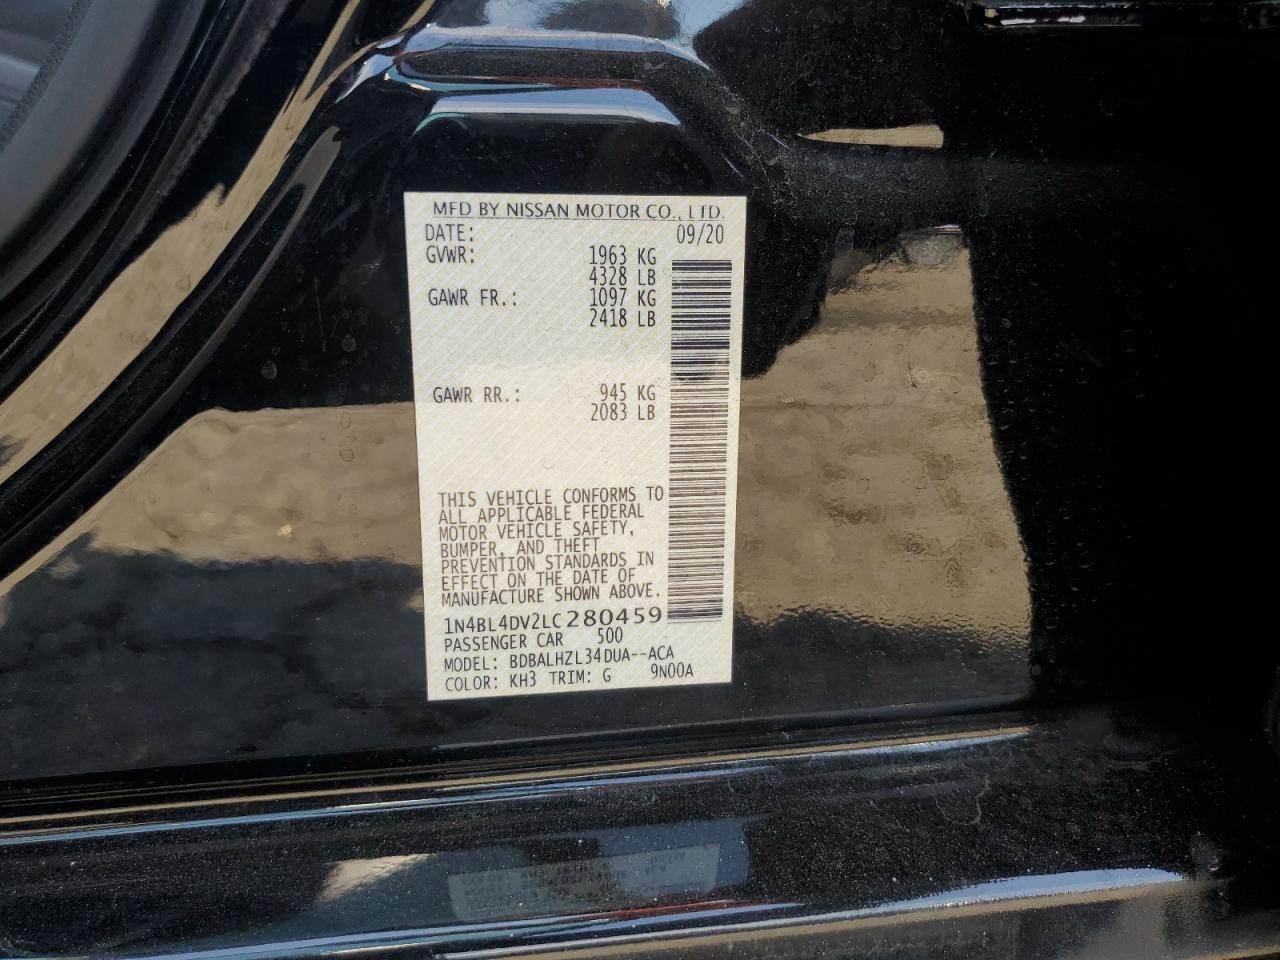 MFD BY NISSAN MOTOR CO., LTD.
DATE: 09/20
GVWR: 1963 KG
4328 LB
GAWR FR.: 1097 KG
2418 LB
GAWR RR.: 945 KG
2083 LB
THIS VEHICLE CONFORMS TO
ALL APPLICABLE FEDERAL
MOTOR VEHICLE SAFETY,
BUMPER, AND THEFT
PREVENTION STANDARDS IN
EFFECT ON THE DATE OF
MANUFACTURE SHOWN ABOVE.
1N4BL4DV2LC280459
PASSENGER CAR 500
MODEL: BDBALHZL34DUA--ACA
COLOR: KH3 TRIM: G 9N00A